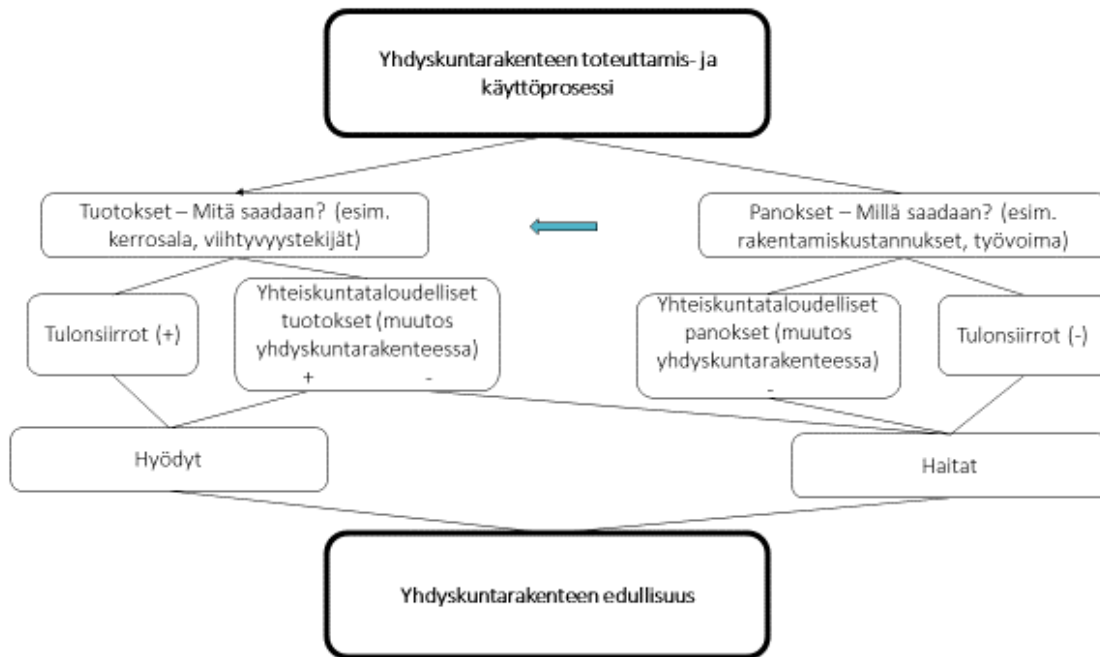 Yhdyskuntarakenteen toteuttamis- ja
käyttöprosessi
Tuotokset – Mitä saadaan? (esim.
kerrosala, viihtyvyystekijät)
Panokset – Millä saadaan? (esim.
rakentamiskustannukset, työvoima)
Tulonsiirrot (+)
Yhteiskuntataloudelliset
tuotokset (muutos
yhdyskuntarakenteessa)
+ -
Yhteiskuntataloudelliset
panokset (muutos
yhdyskuntarakenteessa)
-
Tulonsiirrot (-)
Hyödyt
Haitat
Yhdyskuntarakenteen edullisuus